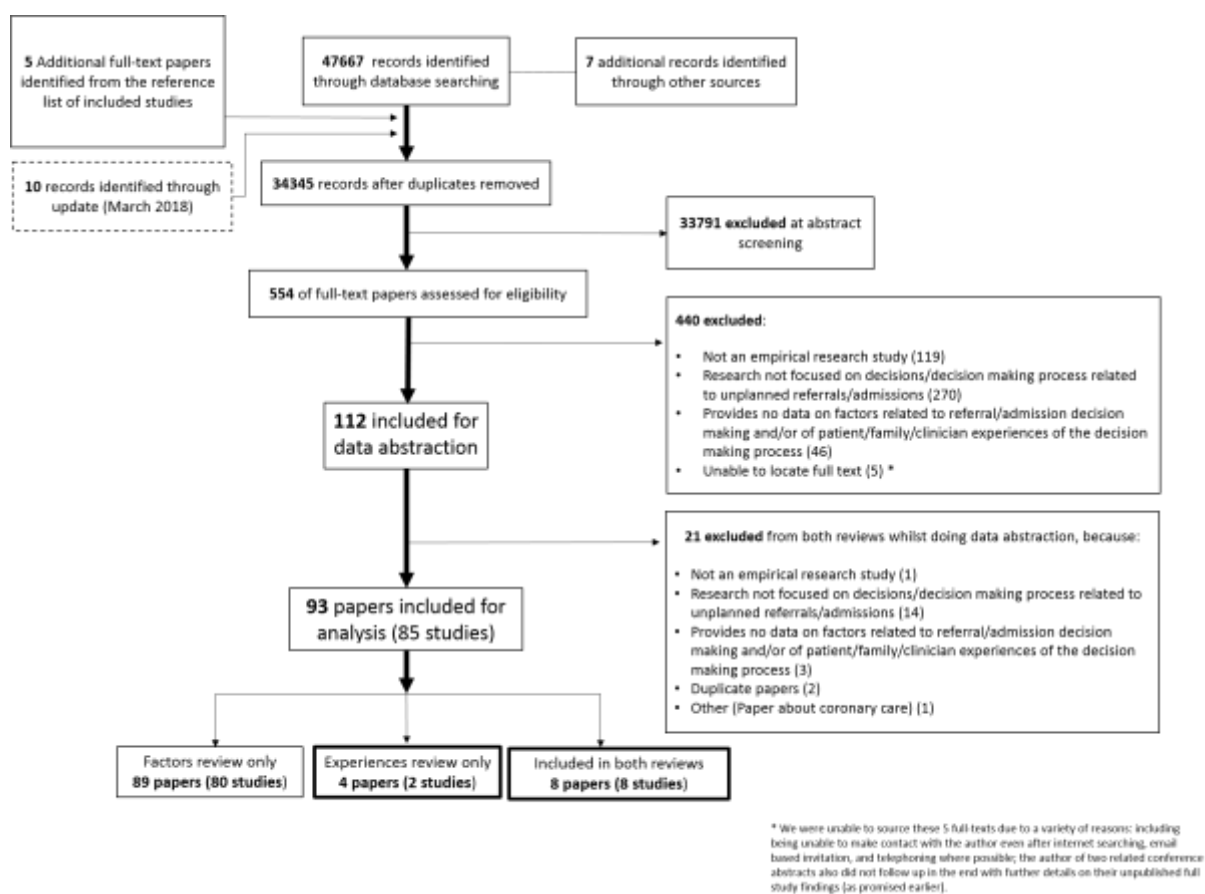 5 Additional full-text papers
identified from the reference
list of included studies
47667 records identified
through database searching
7 additional records identified
through other sources
10 records identified through
update (March 2018)
34345 records after duplicates removed
33791 excluded at abstract
screening
554 of full-text papers assessed for eligibility
440 excluded:
• Not an empirical research study (119)
• Research not focused on decisions/decision making process related
to unplanned referrals/admissions (270)
• Provides no data on factors related to referral/admission decision
making and/or of patient/family/clinician experiences of the decision
making process (46)
• Unable to locate full text (5) *
112 included for
data abstraction
21 excluded from both reviews whilst doing data abstraction, because:
• Not an empirical research study (1)
• Research not focused on decisions/decision making process related to
unplanned referrals/admissions (14)
• Provides no data on factors related to referral/admission decision
making and/or of patient/family/clinician experiences of the decision
making process (3)
• Duplicate papers (2)
• Other (Paper about coronary care) (1)
93 papers included for
analysis (85 studies)
Factors review only
89 papers (80 studies)
Experiences review only
4 papers (2 studies)
Included in both reviews
8 papers (8 studies)
* We were unable to source these 5 full-texts due to a variety of reasons: including
being unable to make contact with the author even after internet searching, email
based invitation, and telephoning where possible; the author of two related conference
abstracts also did not follow up in the end with further details on their unpublished full
study findings (as promised earlier).